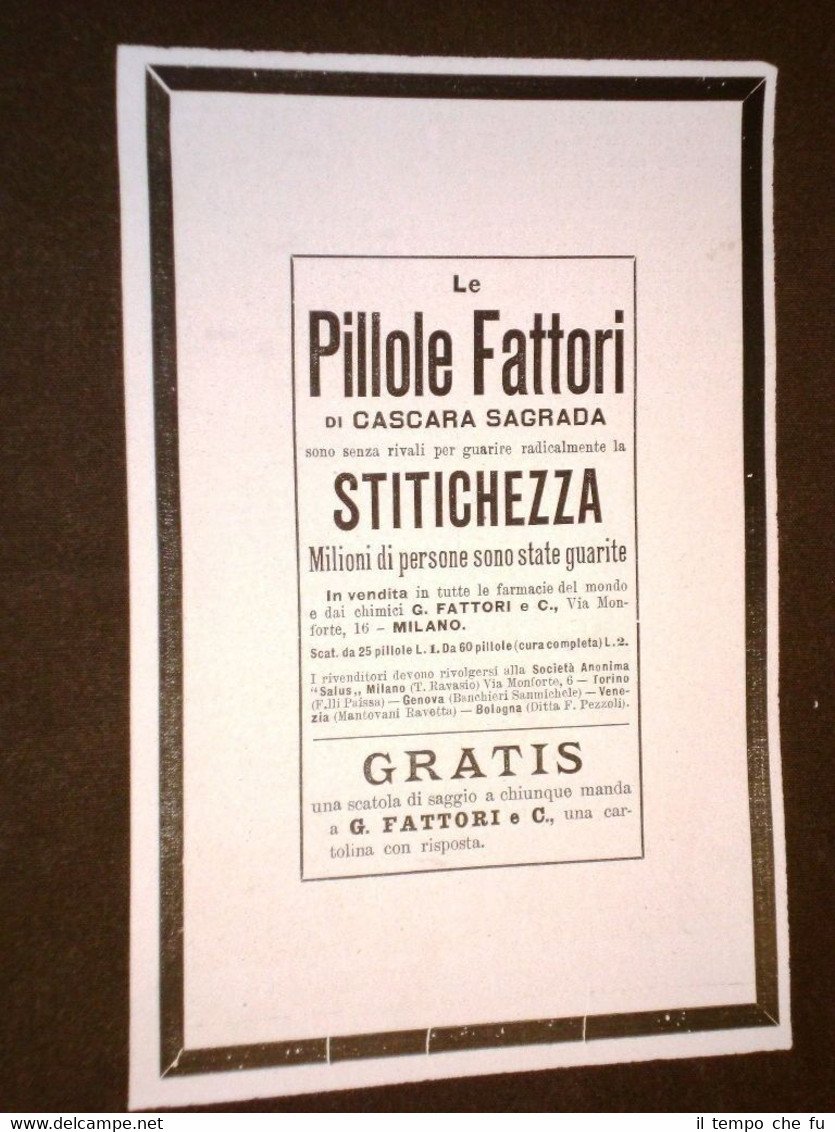 Le
Pillole Fattori
DI CASCARA SAGRADA
sono senza rivali per guarire radicalmente la
STITICHEZZA
Milioni di persone sono state guarite
In vendita in tutte le farmacie del mondo
e dai chimici G. FATTORI e C., Via Mon-
forte, 16 - MILANO.
Scat. da 25 pillole L. 1. Da 60 pillole (cura completa) L. 2.
I rivenditori devono rivolgersi alla Società Anonima
"Salus„ Milano (T. Ravasio) Via Monforte, 6 — Torino
(F.lli Paissa) — Genova (Banchieri Sanmichele) — Vene-
zia (Mantovani Ravetta) — Bologna (Ditta F. Pezzoli).
GRATIS
una scatola di saggio a chiunque manda
a G. FATTORI e C., una car-
tolina con risposta.
il tempo che fu